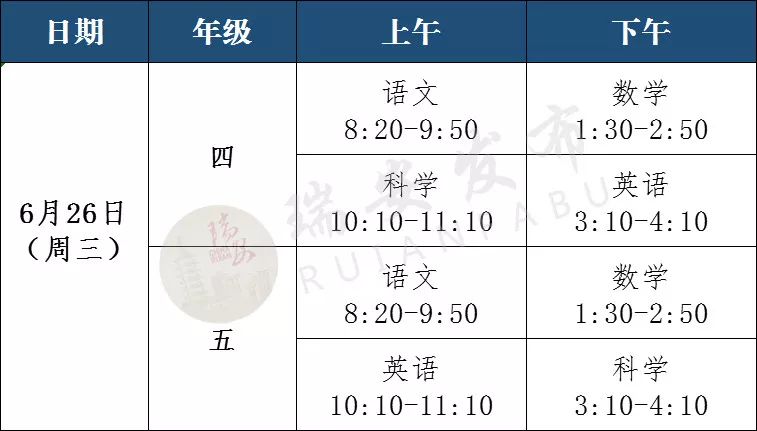 日期 年级 上午 下午
6月26日
（周三）
四
语文
8:20-9:50
数学
1:30-2:50
科学
10:10-11:10
英语
3:10-4:10
五
语文
8:20-9:50
数学
1:30-2:50
英语
10:10-11:10
科学
3:10-4:10
瑞安
瑞安发布
RUIANFABU